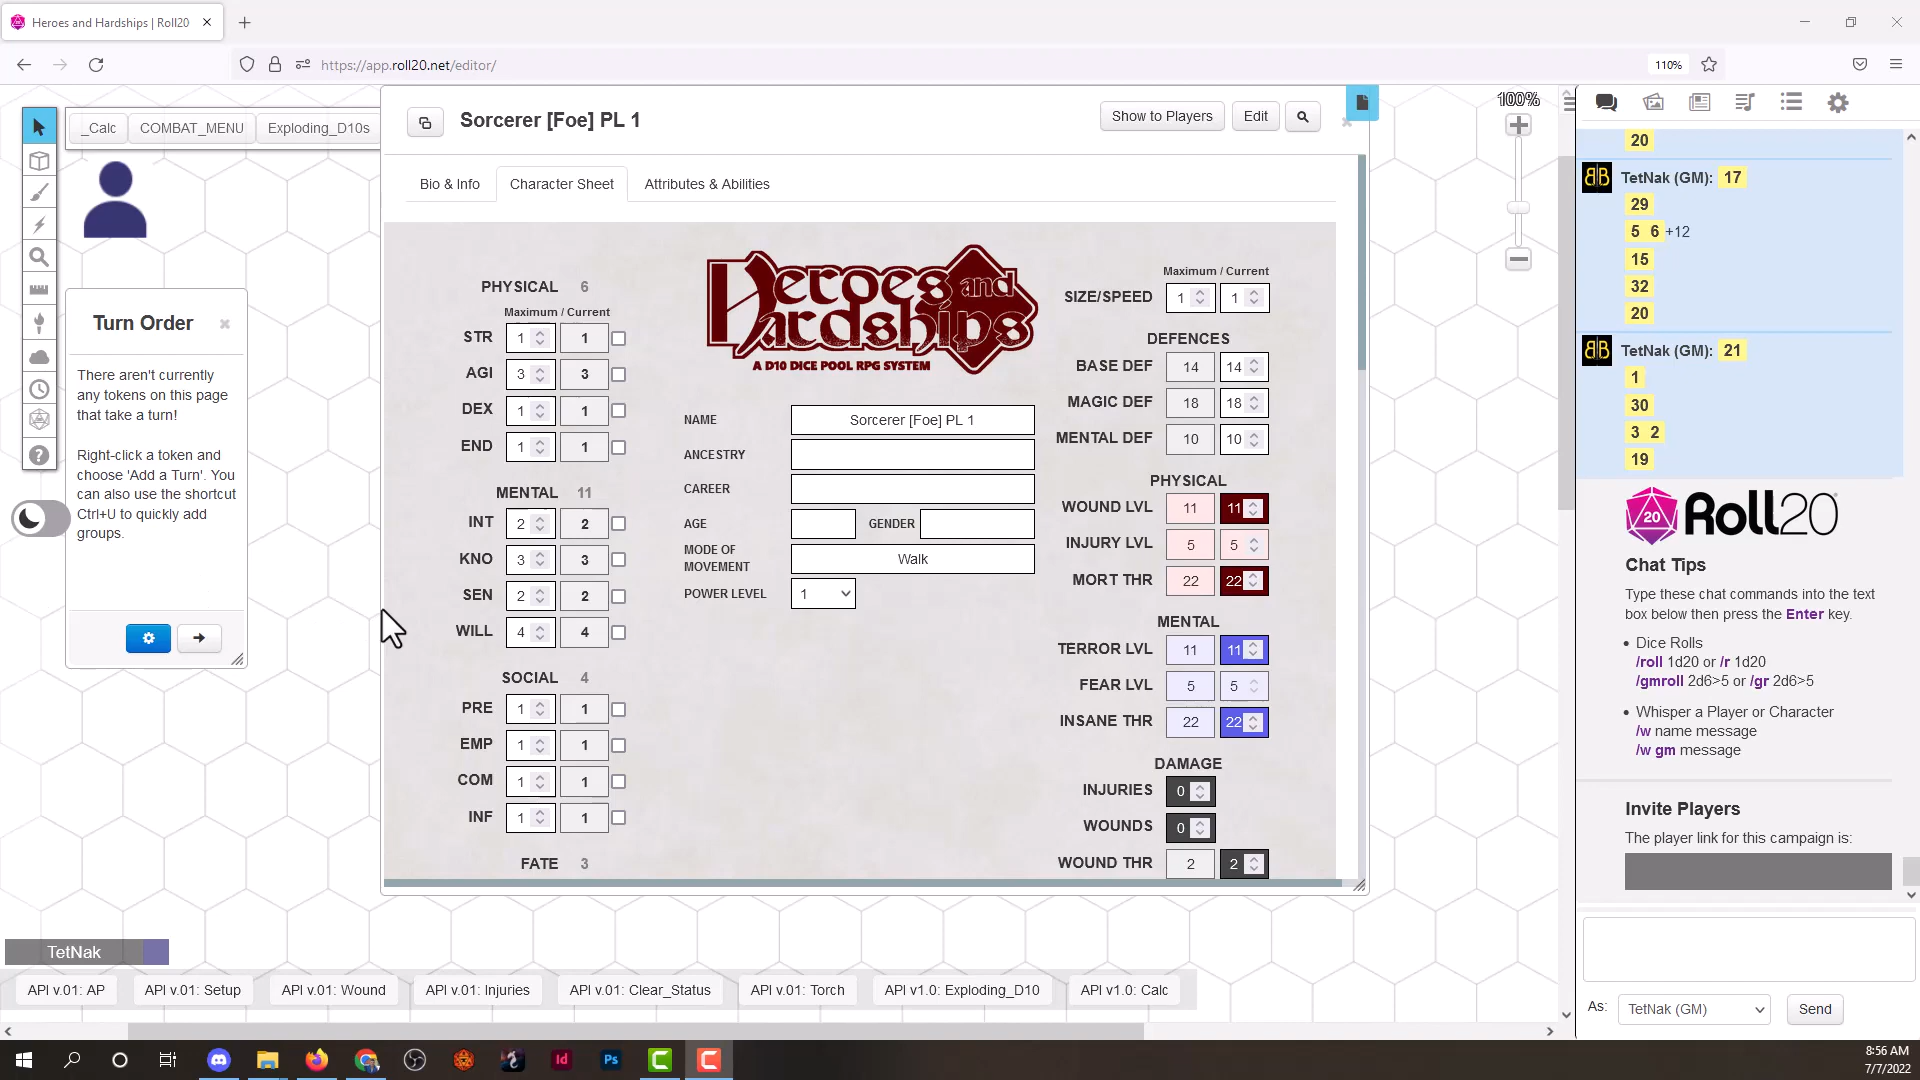 Heroes and Hardships | Roll20
https://app.roll20.net/editor/
110%
_Calc
COMBAT_MENU
Exploding_D10s
Sorcerer [Foe] PL 1
Show to Players
Edit
100%
Bio & Info
Character Sheet
Attributes & Abilities
Turn Order
There aren't currently
any tokens on this page
that take a turn!
Right-click a token and
choose 'Add a Turn'. You
can also use the shortcut
Ctrl+U to quickly add
groups.
PHYSICAL 6
Maximum / Current
STR 1 1
AGI 3 3
DEX 1 1
END 1 1
MENTAL 11
INT 2 2
KNO 3 3
SEN 2 2
WILL 4 4
SOCIAL 4
PRE 1 1
EMP 1 1
COM 1 1
INF 1 1
FATE 3
Heroes and
Hardships
A D10 DICE POOL RPG SYSTEM
NAME Sorcerer [Foe] PL 1
ANCESTRY
CAREER
AGE GENDER
MODE OF
MOVEMENT
Walk
POWER LEVEL 1
Maximum / Current
SIZE/SPEED 1 1
DEFENCES
BASE DEF 14 14
MAGIC DEF 18 18
MENTAL DEF 10 10
PHYSICAL
WOUND LVL 11 11
INJURY LVL 5 5
MORT THR 22 22
MENTAL
TERROR LVL 11 11
FEAR LVL 5 5
INSANE THR 22 22
DAMAGE
INJURIES 0
WOUNDS 0
WOUND THR 2 2
20
TetNak (GM): 17
29
5 6 +12
15
32
20
TetNak (GM): 21
1
30
3 2
19
20 Roll20
Chat Tips
Type these chat commands into the text
box below then press the Enter key.
• Dice Rolls
/roll 1d20 or /r 1d20
/gmroll 2d6>5 or /gr 2d6>5
• Whisper a Player or Character
/w name message
/w gm message
Invite Players
The player link for this campaign is:
As: TetNak (GM)
Send
TetNak
API v.01: AP
API v.01: Setup
API v.01: Wound
API v.01: Injuries
API v.01: Clear_Status
API v.01: Torch
API v1.0: Exploding_D10
API v1.0: Calc
Id
Ps
8:56 AM
7/7/2022